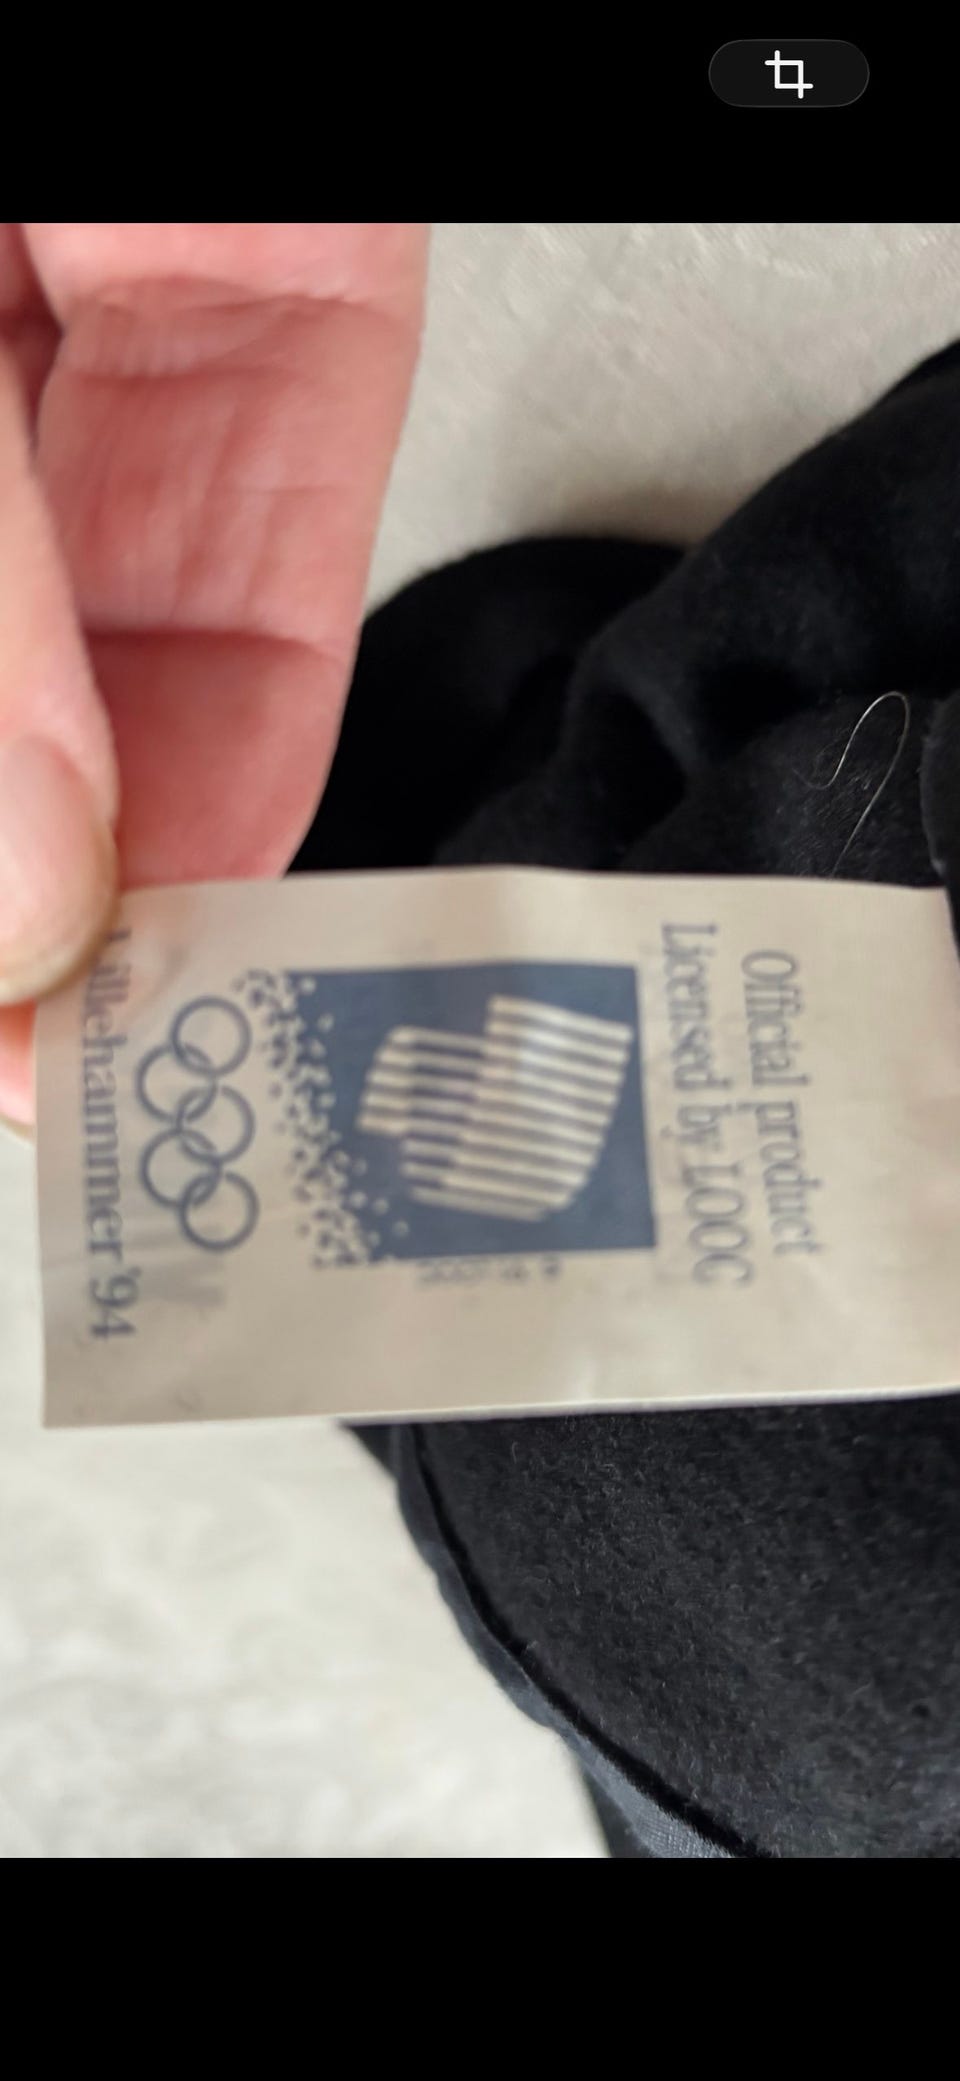 Official product
Licensed by LOOC
Lillehammer'94